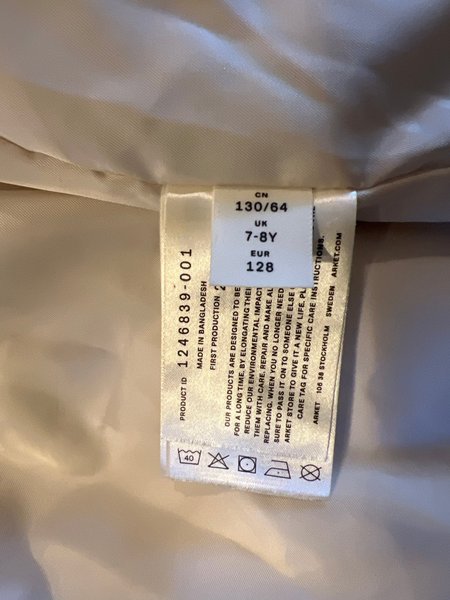 CN
130/64
UK
7-8Y
EUR
128
PRODUCT ID 1246839-001
MADE IN BANGLADESH
FIRST PRODUCTION
OUR PRODUCTS ARE DESIGNED TO BE
FOR A LONG TIME. BY ELONGATING THEIR
REDUCE OUR ENVIRONMENTAL IMPACT
THEM WITH CARE, REPAIR AND MAKE AL
REPLACING. WHEN YOU NO LONGER NEED
SURE TO PASS IT ON TO SOMEONE ELSE
ARKET STORE TO GIVE IT A NEW LIFE. PL
CARE TAG FOR SPECIFIC CARE INSTRUCTIONS.
ARKET 106 38 STOCKHOLM SWEDEN ARKET.COM
40